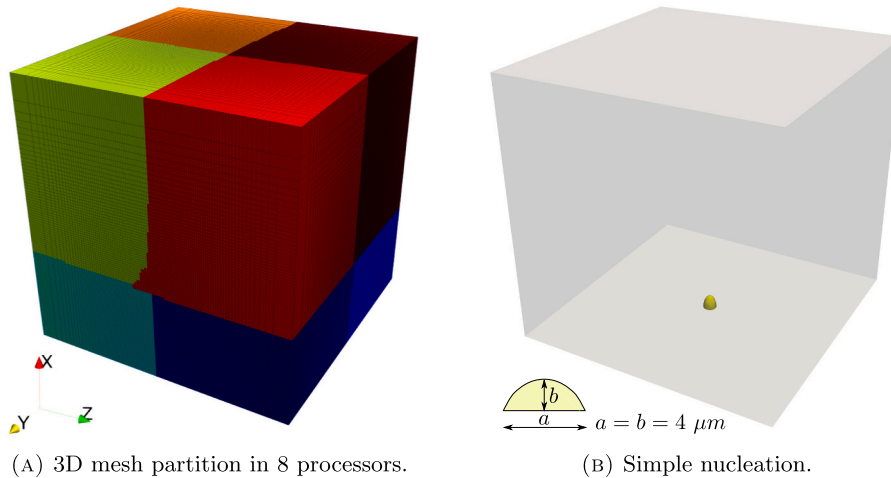 X
Y
Z
b
a
a = b = 4 μm
(A) 3D mesh partition in 8 processors.
(B) Simple nucleation.